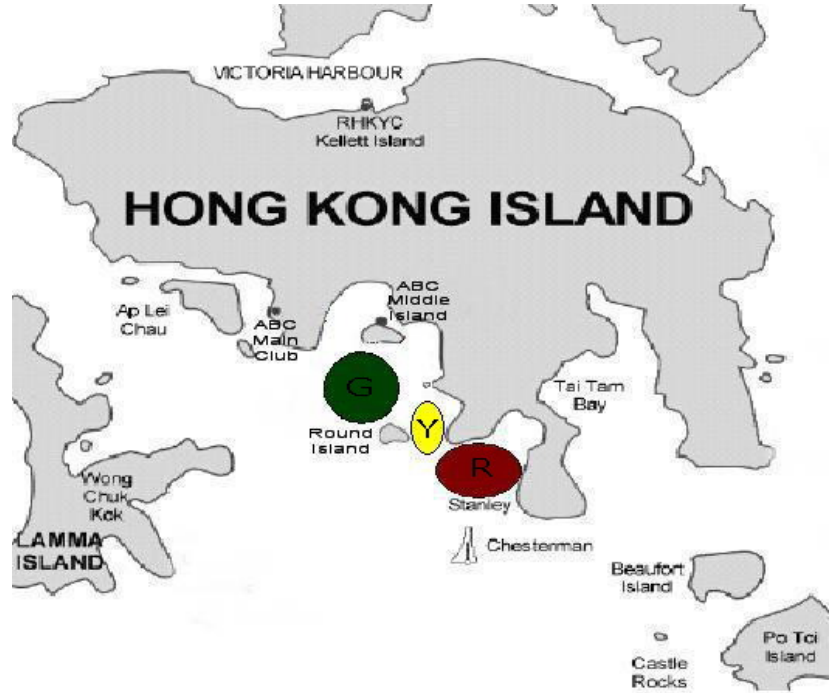 VICTORIA HARBOUR
RHKYC
Kellett Island
HONG KONG ISLAND
ABC
Middle
Island
Ap Lei
Chau
ABC
Main
Club
G
Tai Tam
Bay
Y
Round
Island
R
Wong
Chuk
Kok
Stanley
LAMMA
ISLAND
Chesterman
Beaufort
Island
Po Toi
Island
Castle
Rocks